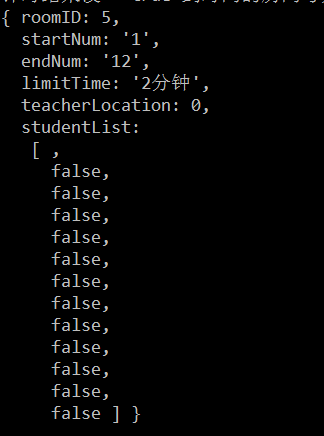 { roomID: 5,
startNum: '1',
endNum: '12',
limitTime: '2分钟',
teacherLocation: 0,
studentList:
[ ,
false,
false,
false,
false,
false,
false,
false,
false,
false,
false,
false,
false ] }